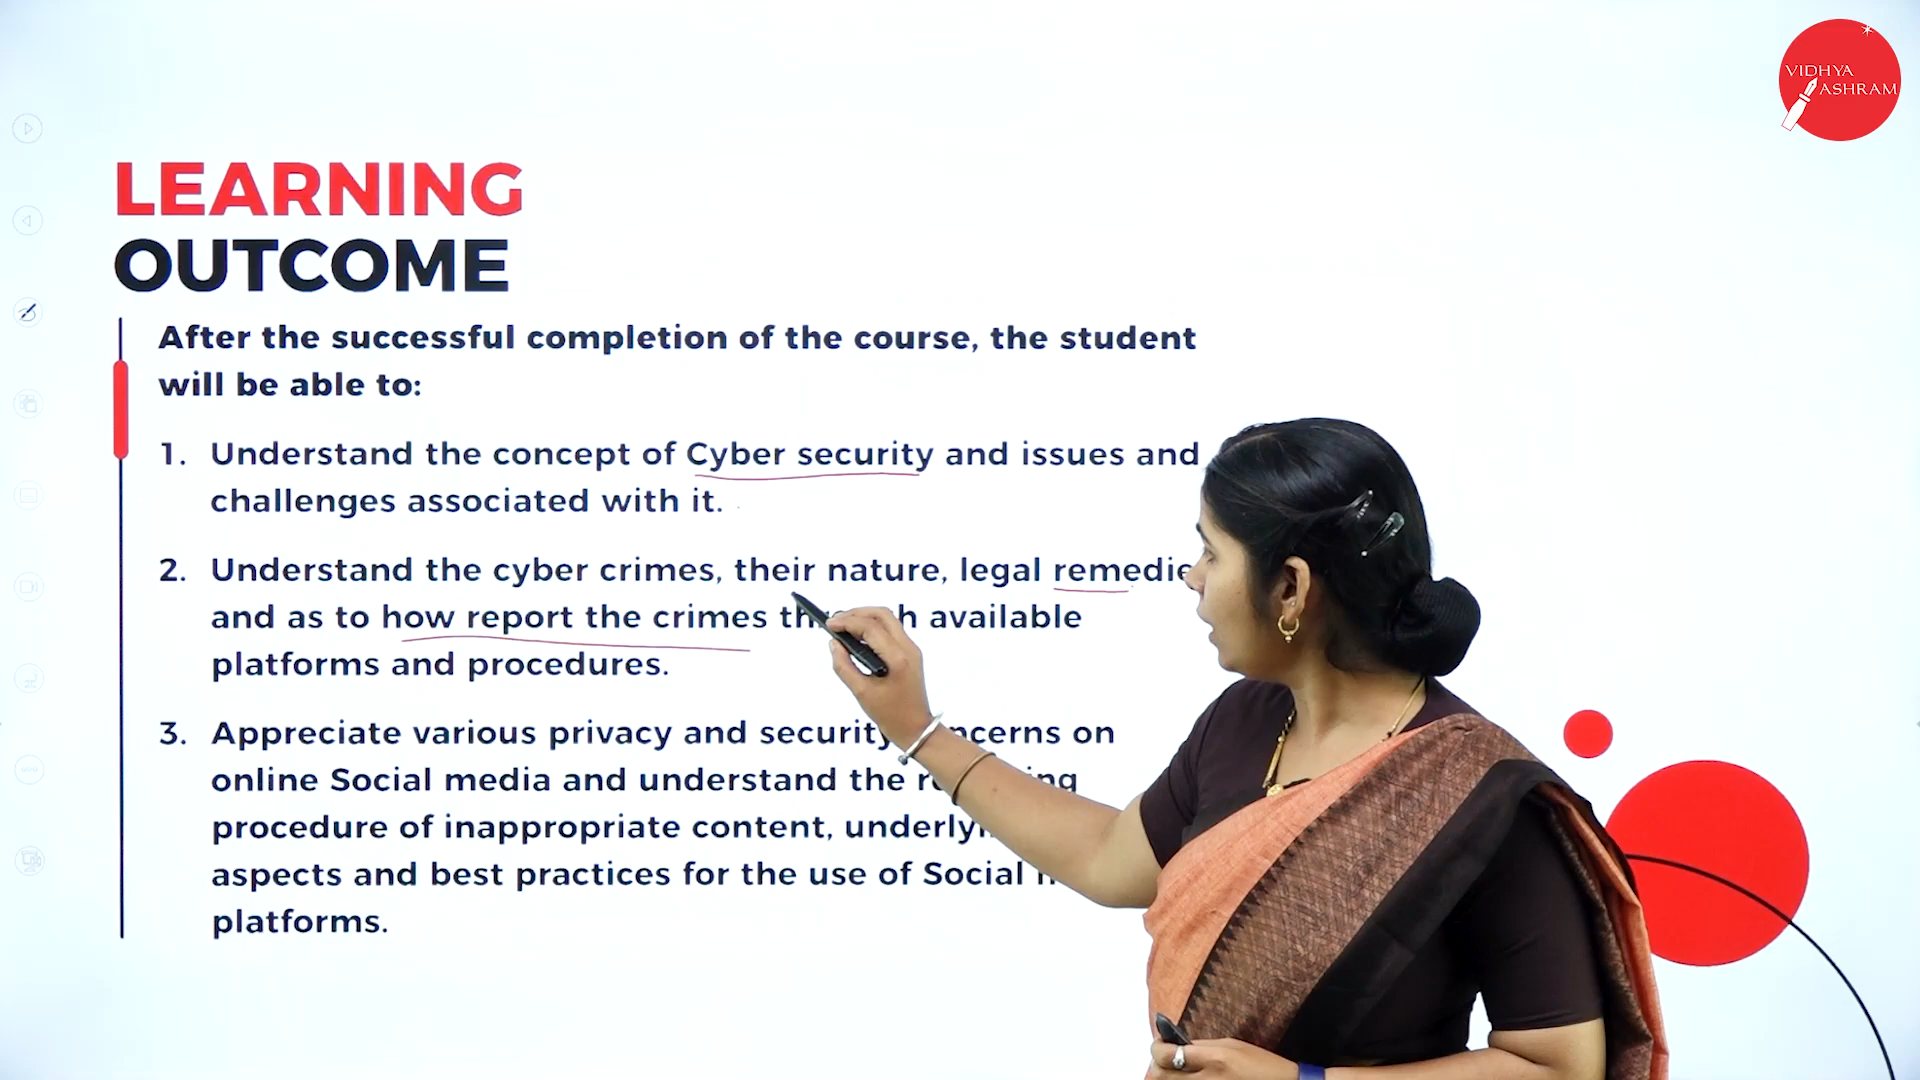 VIDHYA
ASHRAM
LEARNING
OUTCOME
After the successful completion of the course, the student
will be able to:
1. Understand the concept of Cyber security and issues and
challenges associated with it.
2. Understand the cyber crimes, their nature, legal
and as to how report the crimes available
platforms and procedures.
3. Appreciate various privacy and security on
online Social media and understand the
procedure of inappropriate content,
aspects and best practices for the use of Social
platforms.